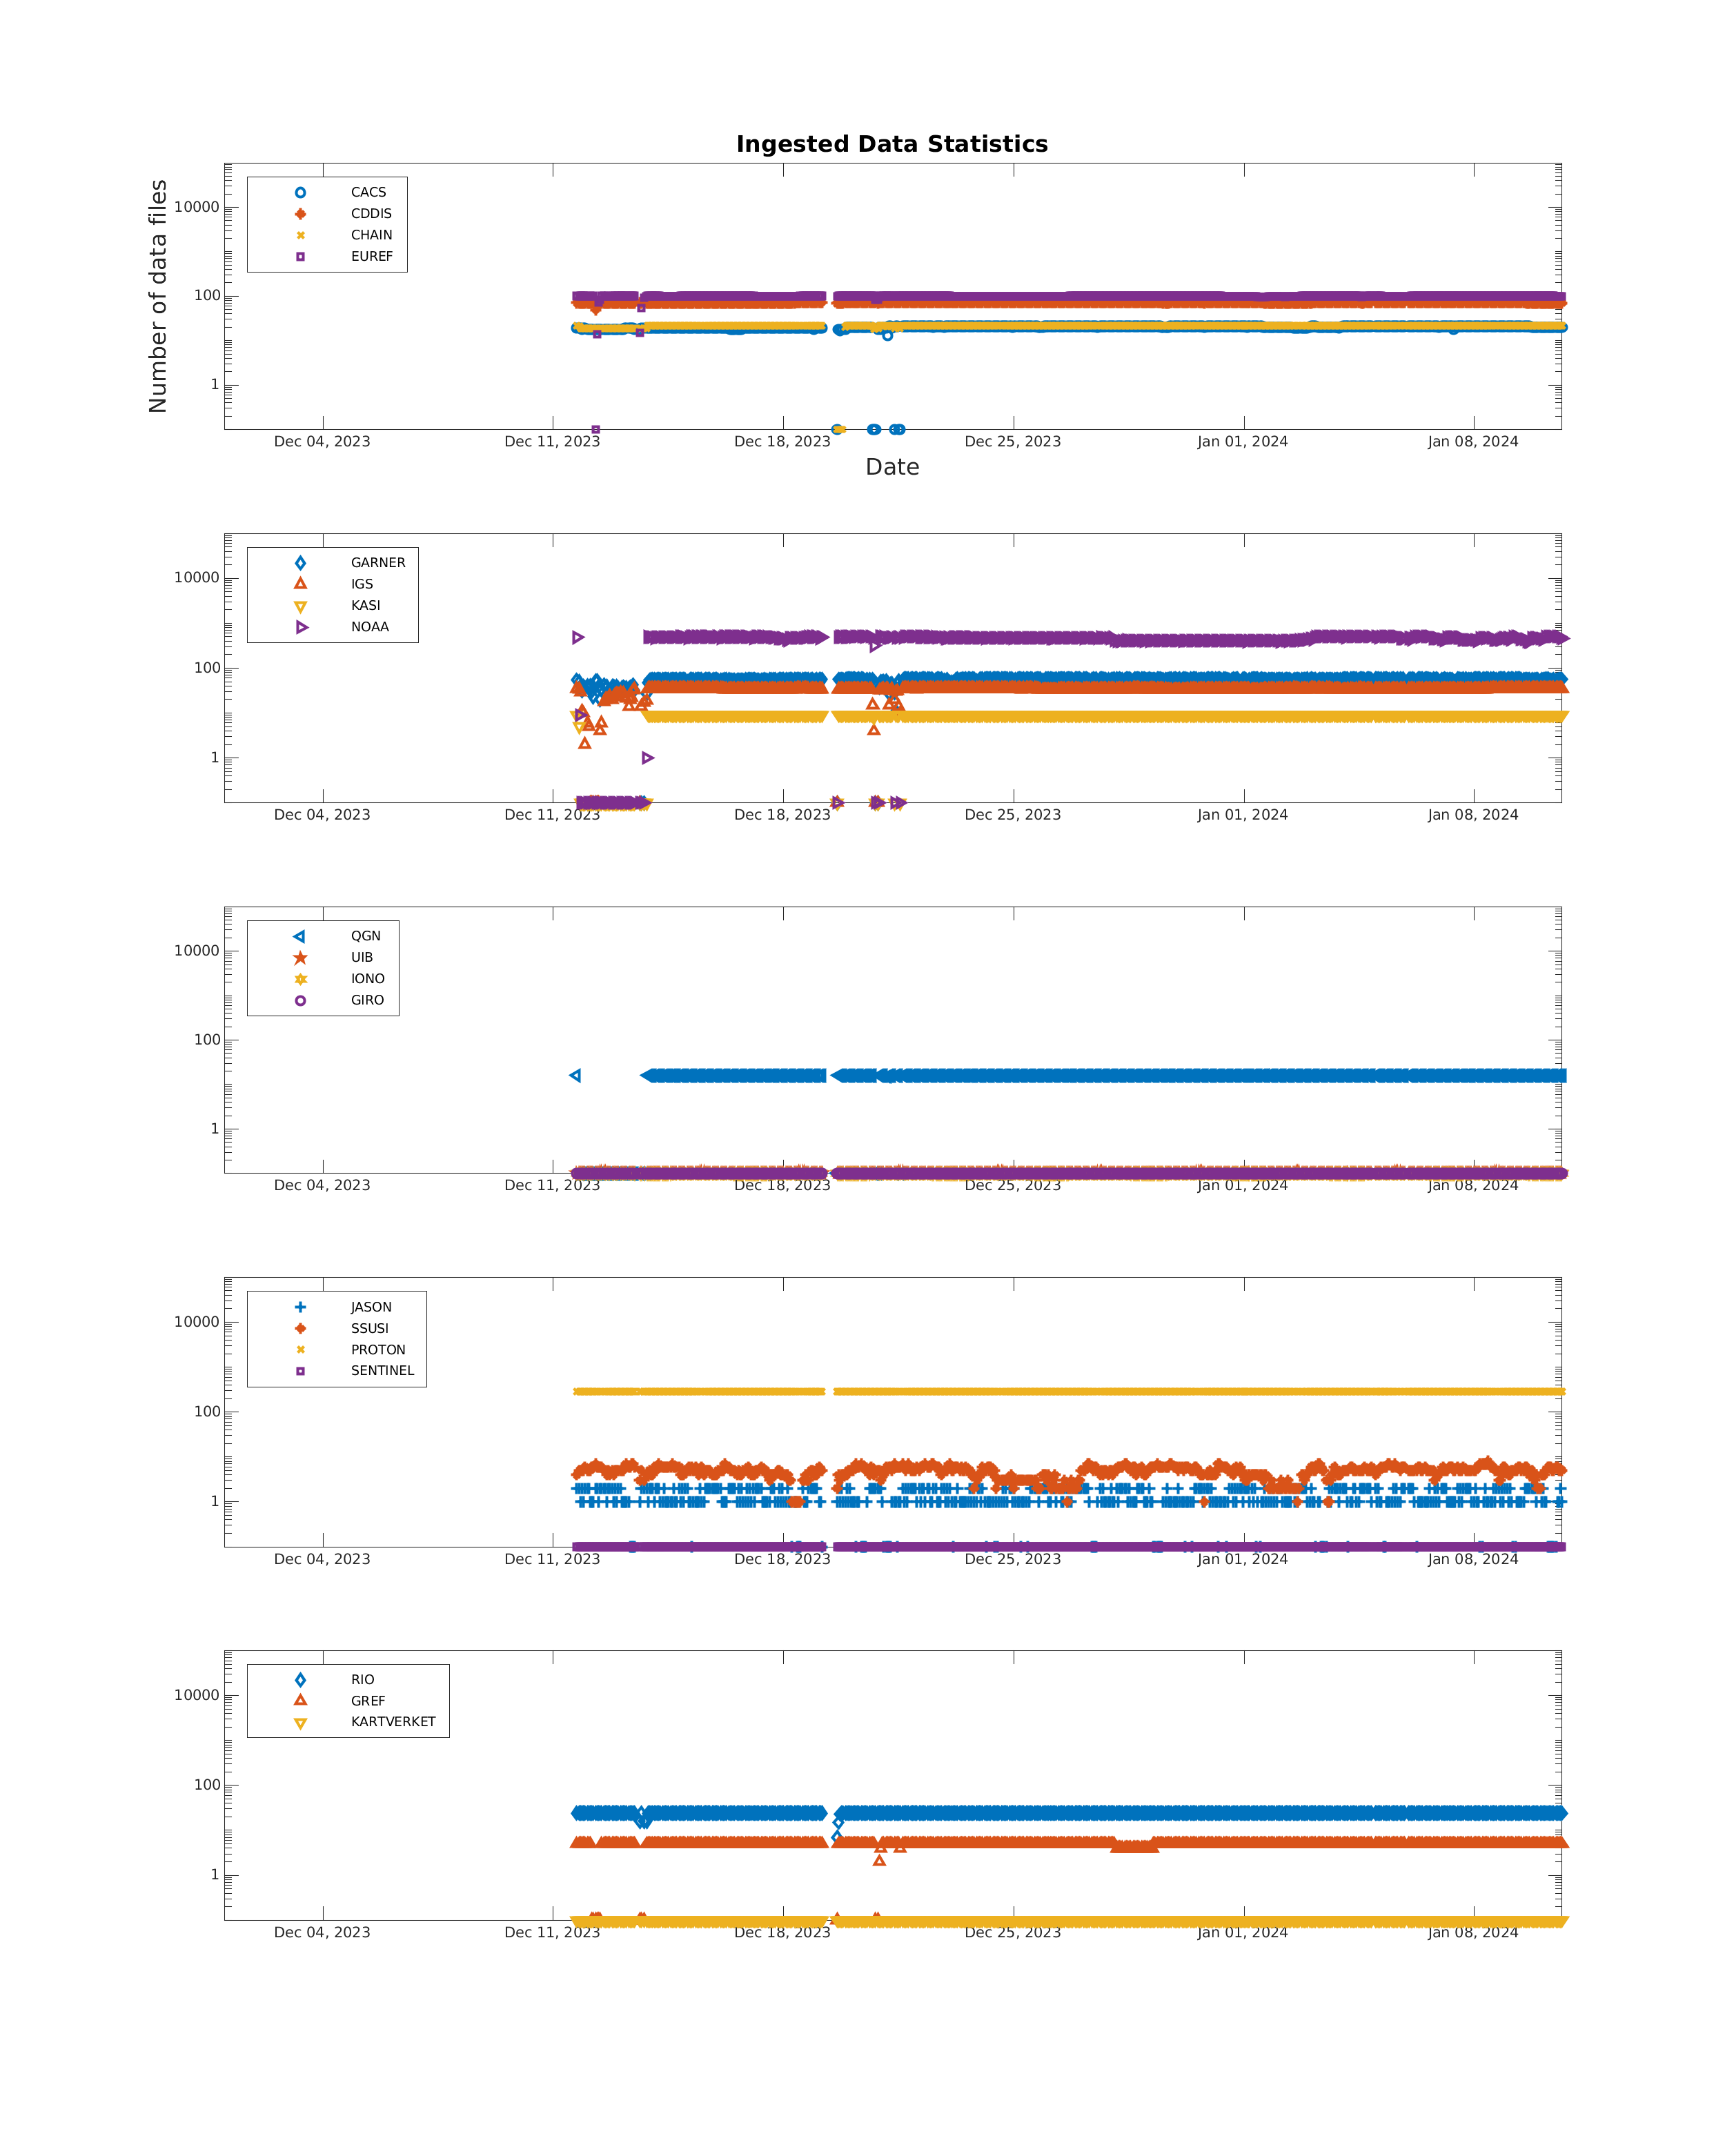 Ingested Data Statistics
Number of data files
10000
100
1
CACS
CDDIS
CHAIN
EUREF
Dec 04, 2023 Dec 11, 2023 Dec 18, 2023 Dec 25, 2023 Jan 01, 2024 Jan 08, 2024
Date
10000
100
1
GARNER
IGS
KASI
NOAA
Dec 04, 2023 Dec 11, 2023 Dec 18, 2023 Dec 25, 2023 Jan 01, 2024 Jan 08, 2024
10000
100
1
QGN
UIB
IONO
GIRO
Dec 04, 2023 Dec 11, 2023 Dec 18, 2023 Dec 25, 2023 Jan 01, 2024 Jan 08, 2024
10000
100
1
JASON
SSUSI
PROTON
SENTINEL
Dec 04, 2023 Dec 11, 2023 Dec 18, 2023 Dec 25, 2023 Jan 01, 2024 Jan 08, 2024
10000
100
1
RIO
GREF
KARTVERKET
Dec 04, 2023 Dec 11, 2023 Dec 18, 2023 Dec 25, 2023 Jan 01, 2024 Jan 08, 2024